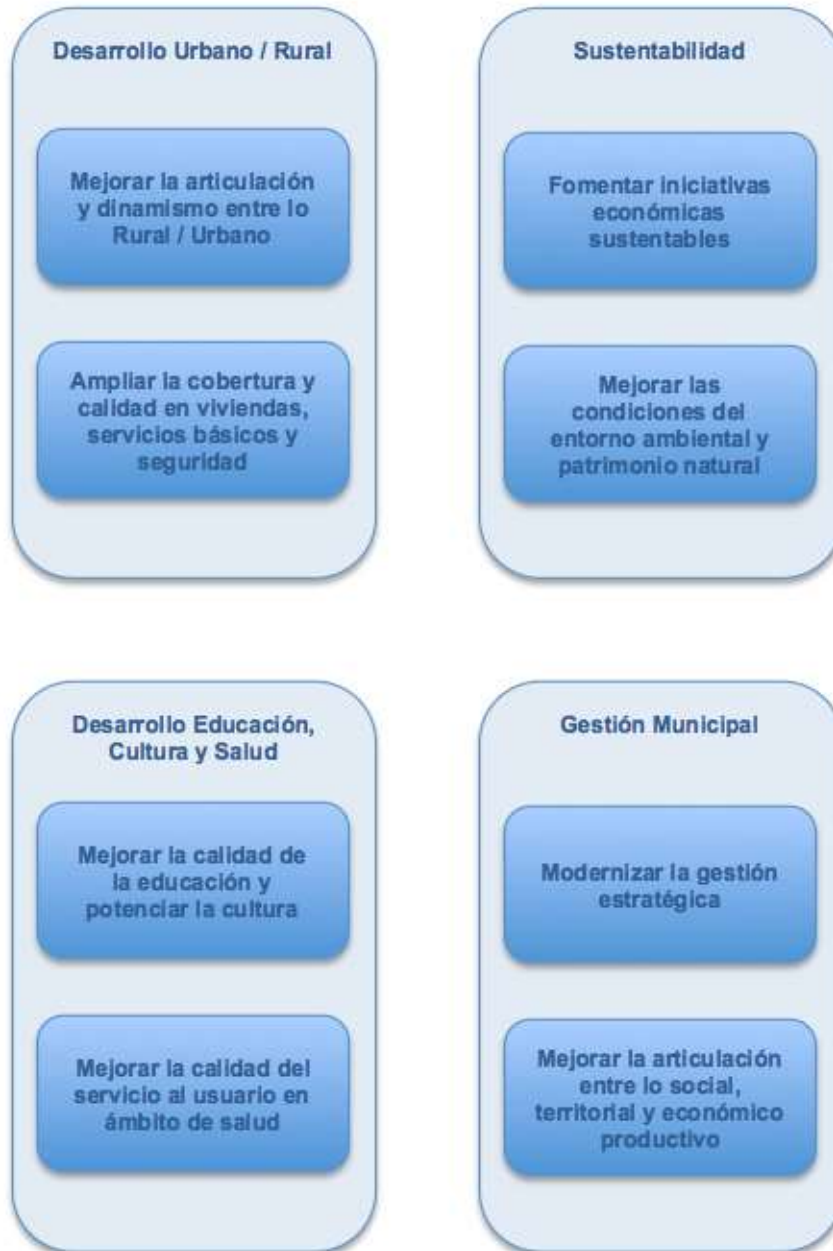 Desarrollo Urbano / Rural
Mejorar la articulación
y dinamismo entre lo
Rural / Urbano
Ampliar la cobertura y
calidad en viviendas,
servicios básicos y
seguridad
Sustentabilidad
Fomentar iniciativas
económicas
sustentables
Mejorar las
condiciones del
entorno ambiental y
patrimonio natural
Desarrollo Educación,
Cultura y Salud
Mejorar la calidad de
la educación y
potenciar la cultura
Mejorar la calidad del
servicio al usuario en
ámbito de salud
Gestión Municipal
Modernizar la gestión
estratégica
Mejorar la articulación
entre lo social,
territorial y económico
productivo